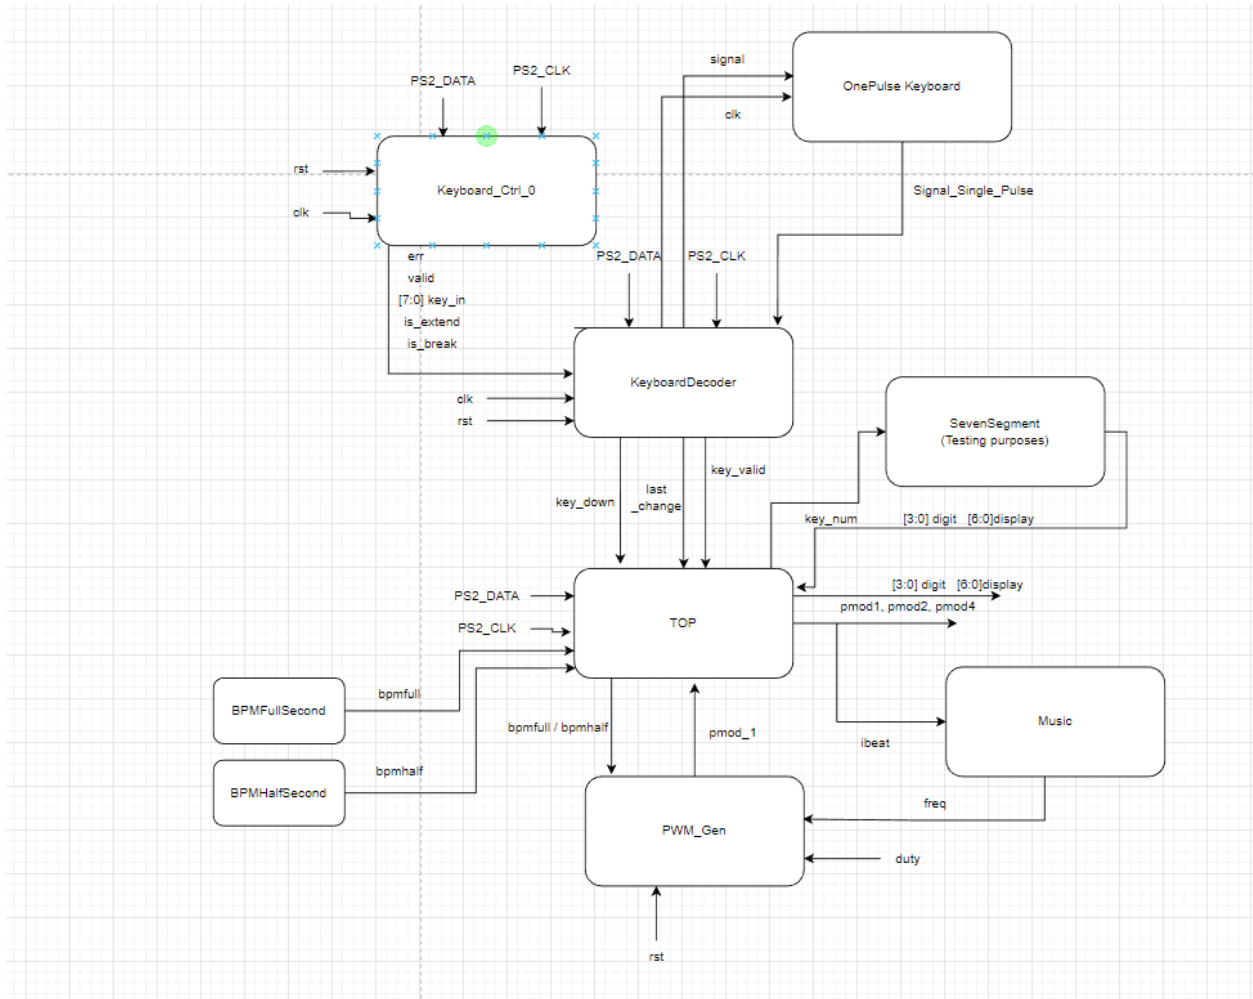 signal
PS2_CLK
PS2_DATA
OnePulse Keyboard
clk
rst
Keyboard_Ctrl_0
Signal_Single_Pulse
clk
err
PS2_DATA
PS2_CLK
valid
[7:0] key_in
is_extend
is_break
KeyboardDecoder
clk
rst
SevenSegment
(Testing purposes)
key_valid
last
_change
key_down
key_num
[3:0] digit [6:0]display
[3:0] digit [6:0]display
PS2_DATA
pmod1, pmod2, pmod4
TOP
PS2_CLK
bpmfull
BPMFullSecond
bpmfull / bpmhalf
pmod_1
Music
ibeat
bpmhalf
BPMHalfSecond
freq
PWM_Gen
duty
rst